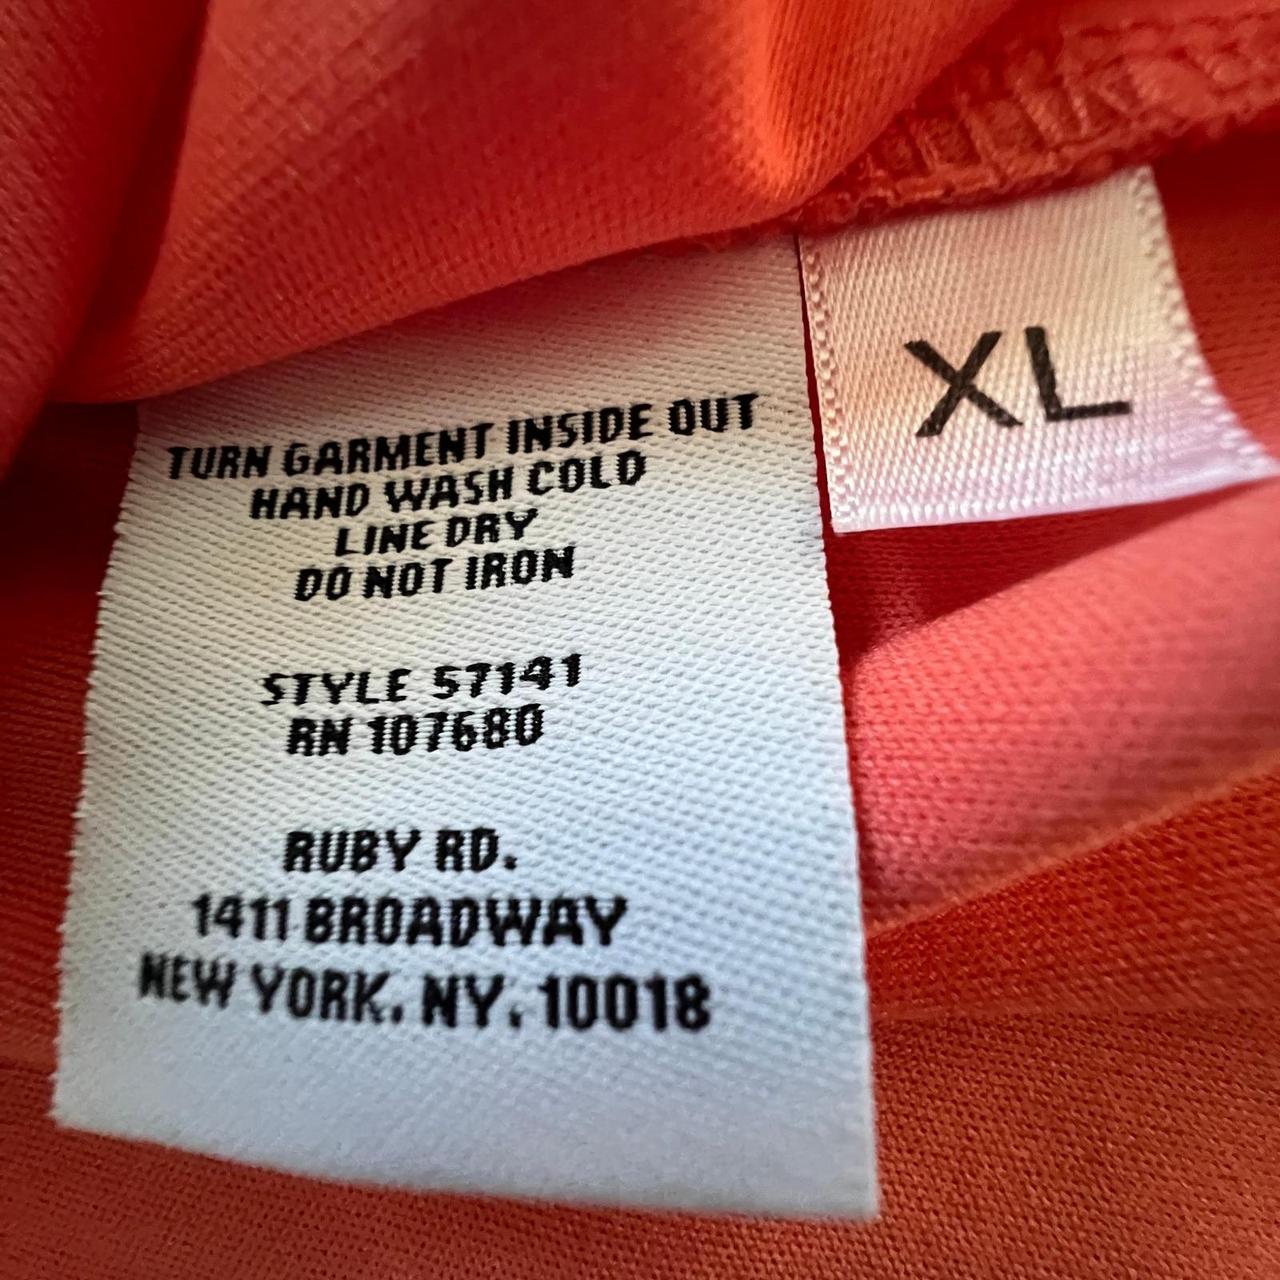 TURN GARMENT INSIDE OUT
HAND WASH COLD
LINE DRY
DO NOT IRON
STYLE 57141
RN 107680
RUBY RD.
1411 BROADWAY
NEW YORK, NY, 10018
XL